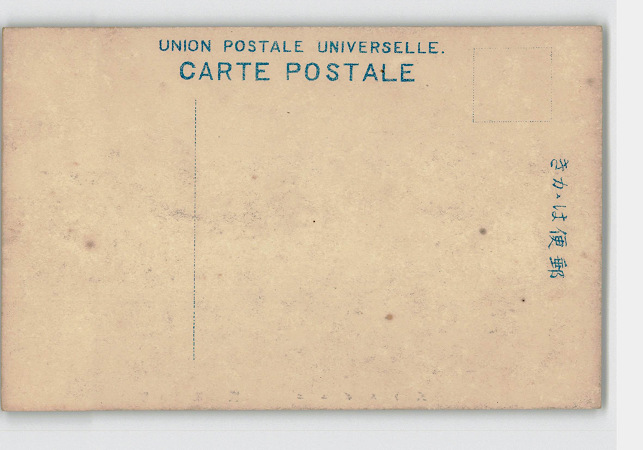 UNION POSTALE UNIVERSELLE.
CARTE POSTALE
郵便はかき